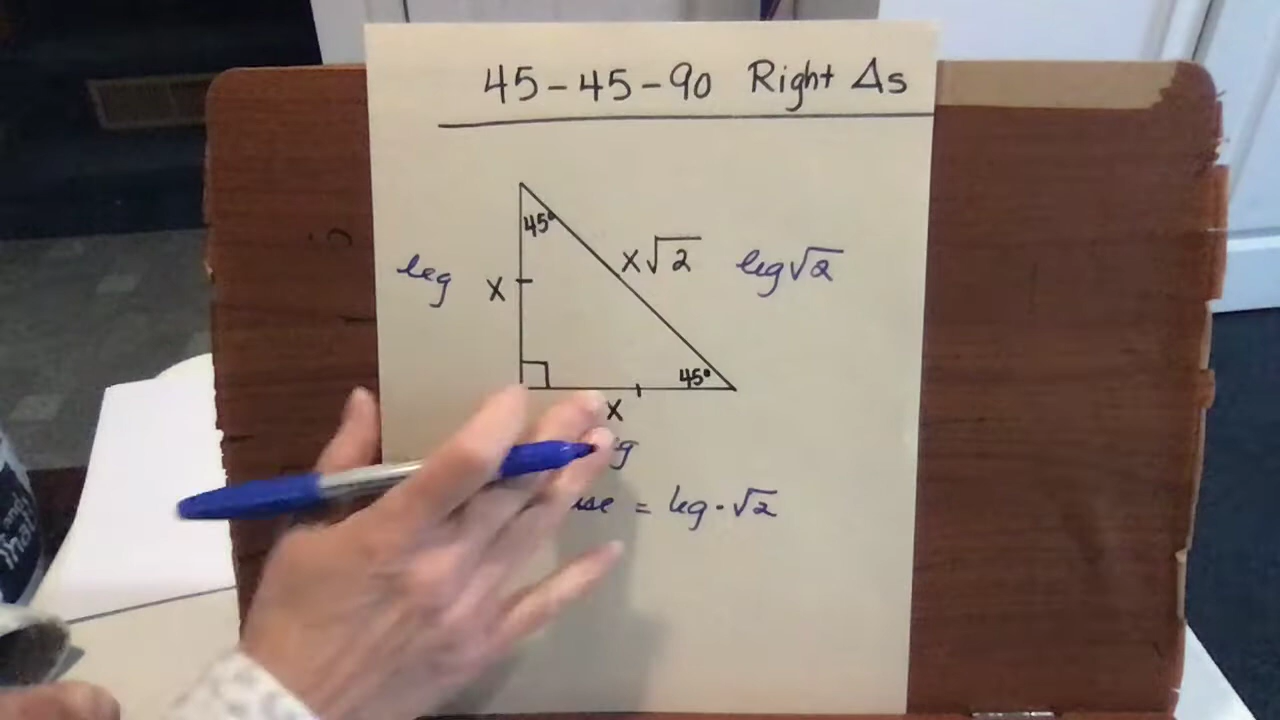 45-45-90 Right Δs
45°
leg x x√2 leg√2
45°
x
= leg·√2